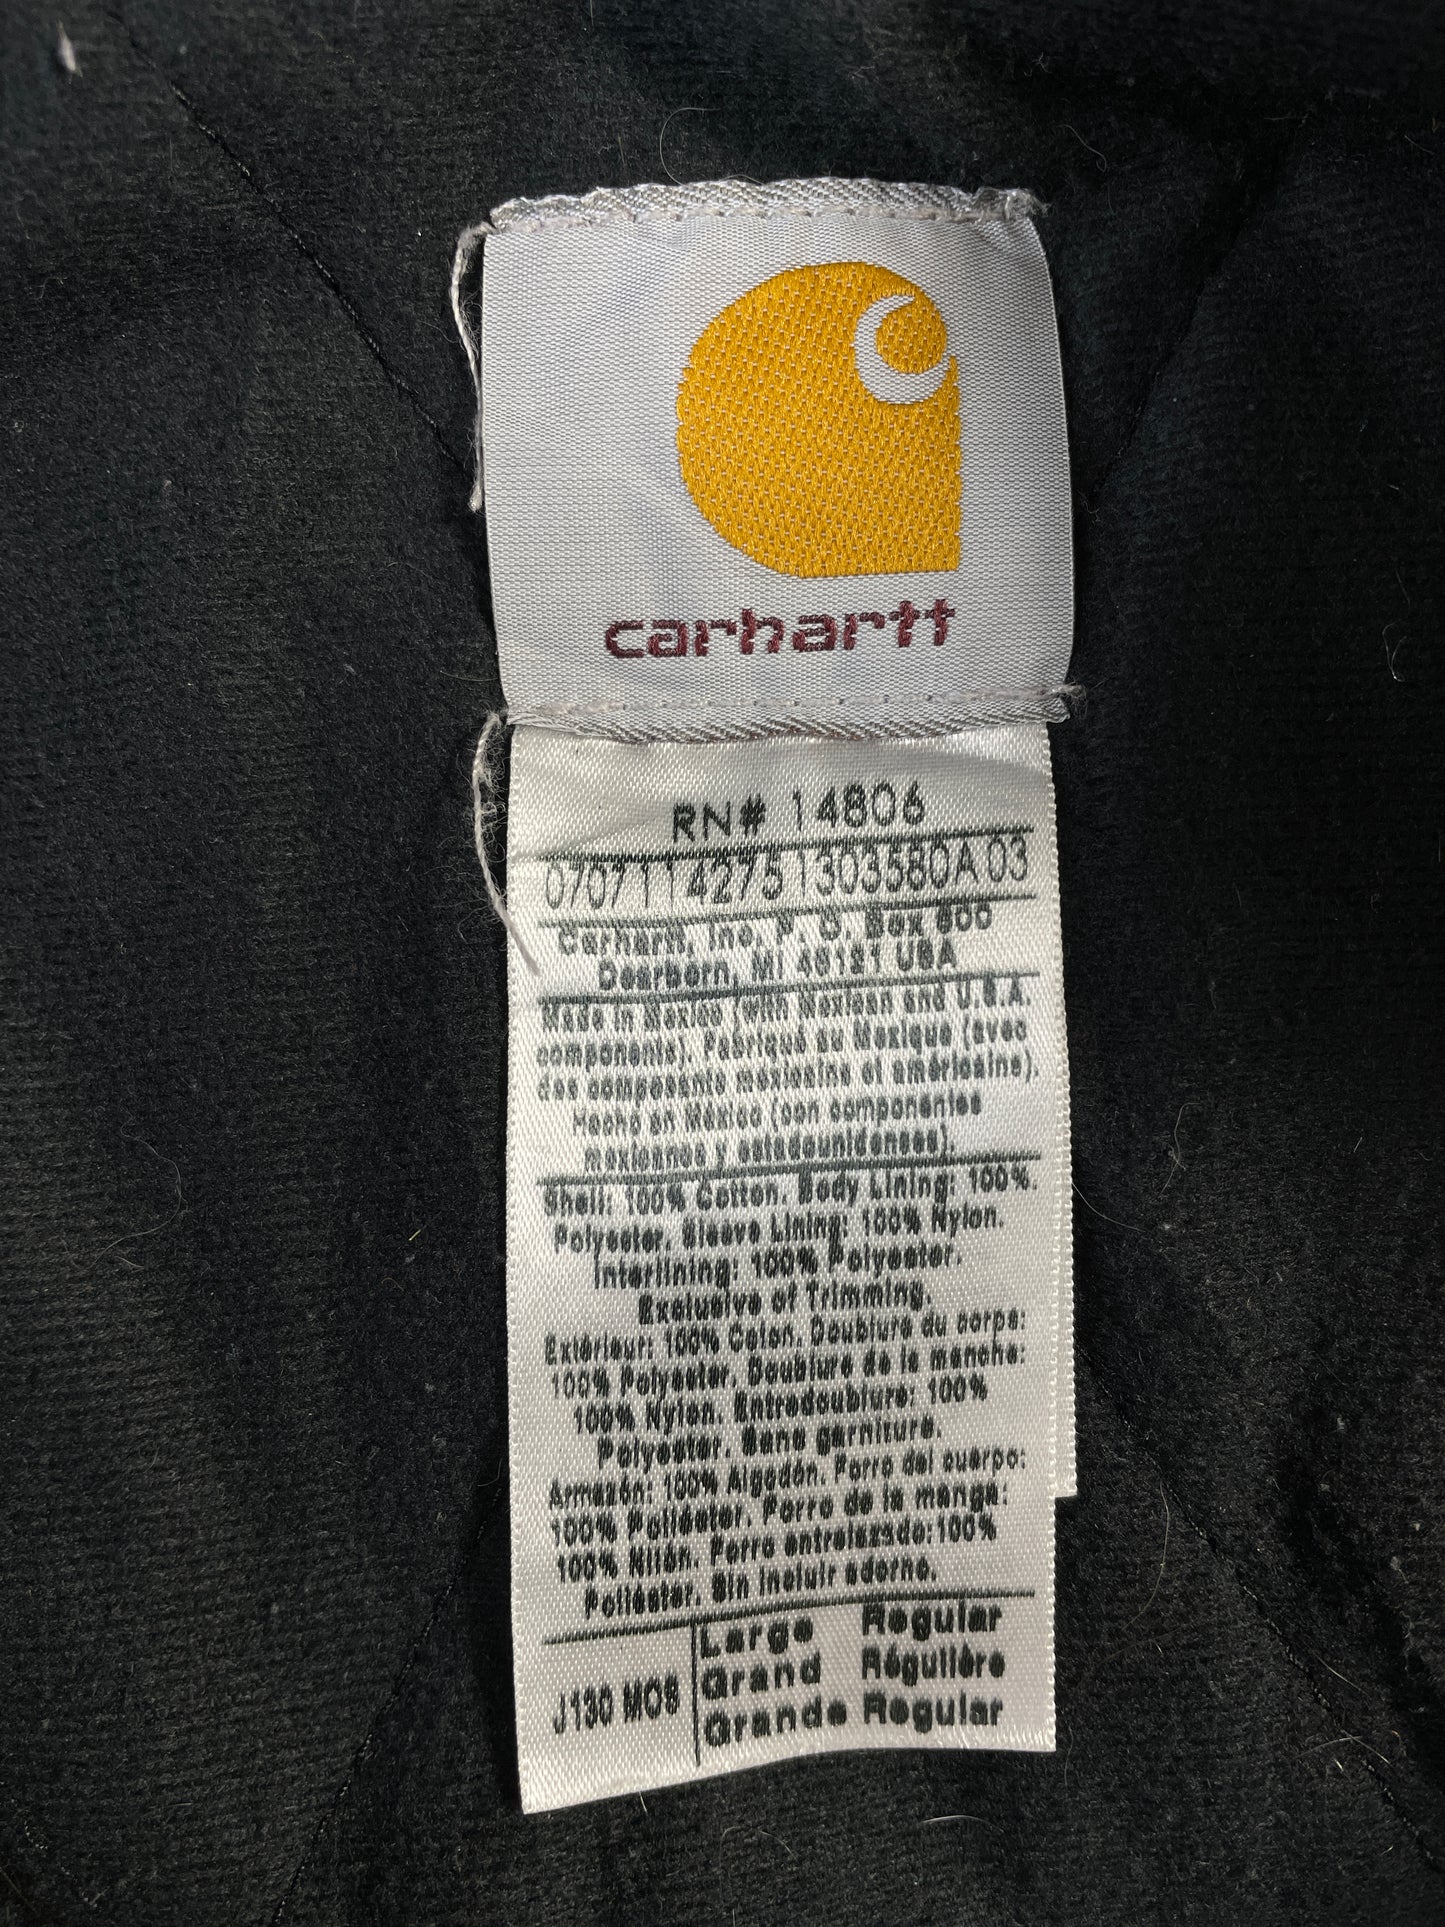 carhartt
RN# 14806
0707114275 1303580A 03
Carhartt, Inc. P. O. Box 600
Dearborn, MI 48121 USA
Made in Mexico (with Mexican and U.S.A.
components). Fabriqué au Mexique (avec
des composants mexicains et américains).
Hecho en México (con componentes
mexicanos y estadounidenses).
Shell: 100% Cotton. Body Lining: 100%.
Polyester. Sleeve Lining: 100% Nylon.
Interlining: 100% Polyester.
Exclusive of Trimming.
Extérieur: 100% Coton. Doublure du corps:
100% Polyester. Doublure de la manche:
100% Nylon. Entredoublure: 100%
Polyester. Sans garniture.
Armazón: 100% Algodón. Forro del cuerpo:
100% Poliéster. Forro de la manga:
100% Nilón. Forro entrelazado:100%
Poliéster. Sin incluir adorno.
J130 MOS
Large Regular
Grand Régulière
Grande Regular